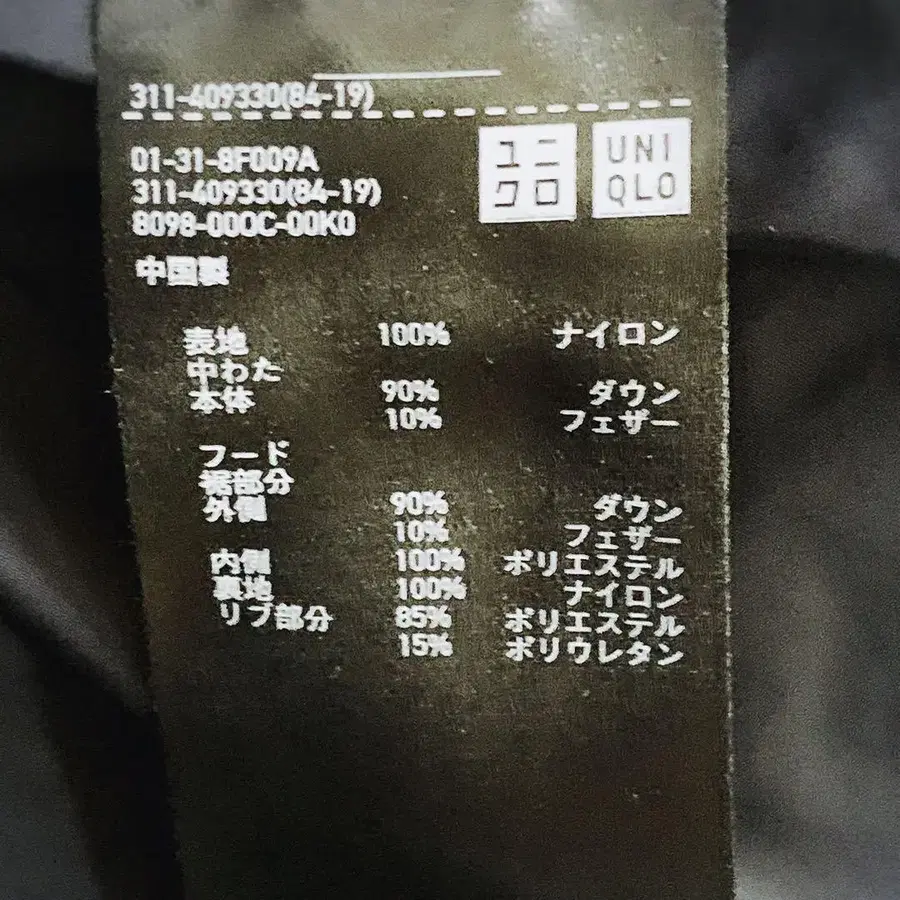 311-409330(84-19)
01-31-8F009A
311-409330(84-19)
8098-000C-00K0
ユニ
クロ
UNI
QLO
中国製
表地 100% ナイロン
中わた
本体 90% ダウン
10% フェザー
フード
裾部分
外側 90% ダウン
10% フェザー
内側 100% ポリエステル
裏地 100% ナイロン
リブ部分 85% ポリエステル
15% ポリウレタン